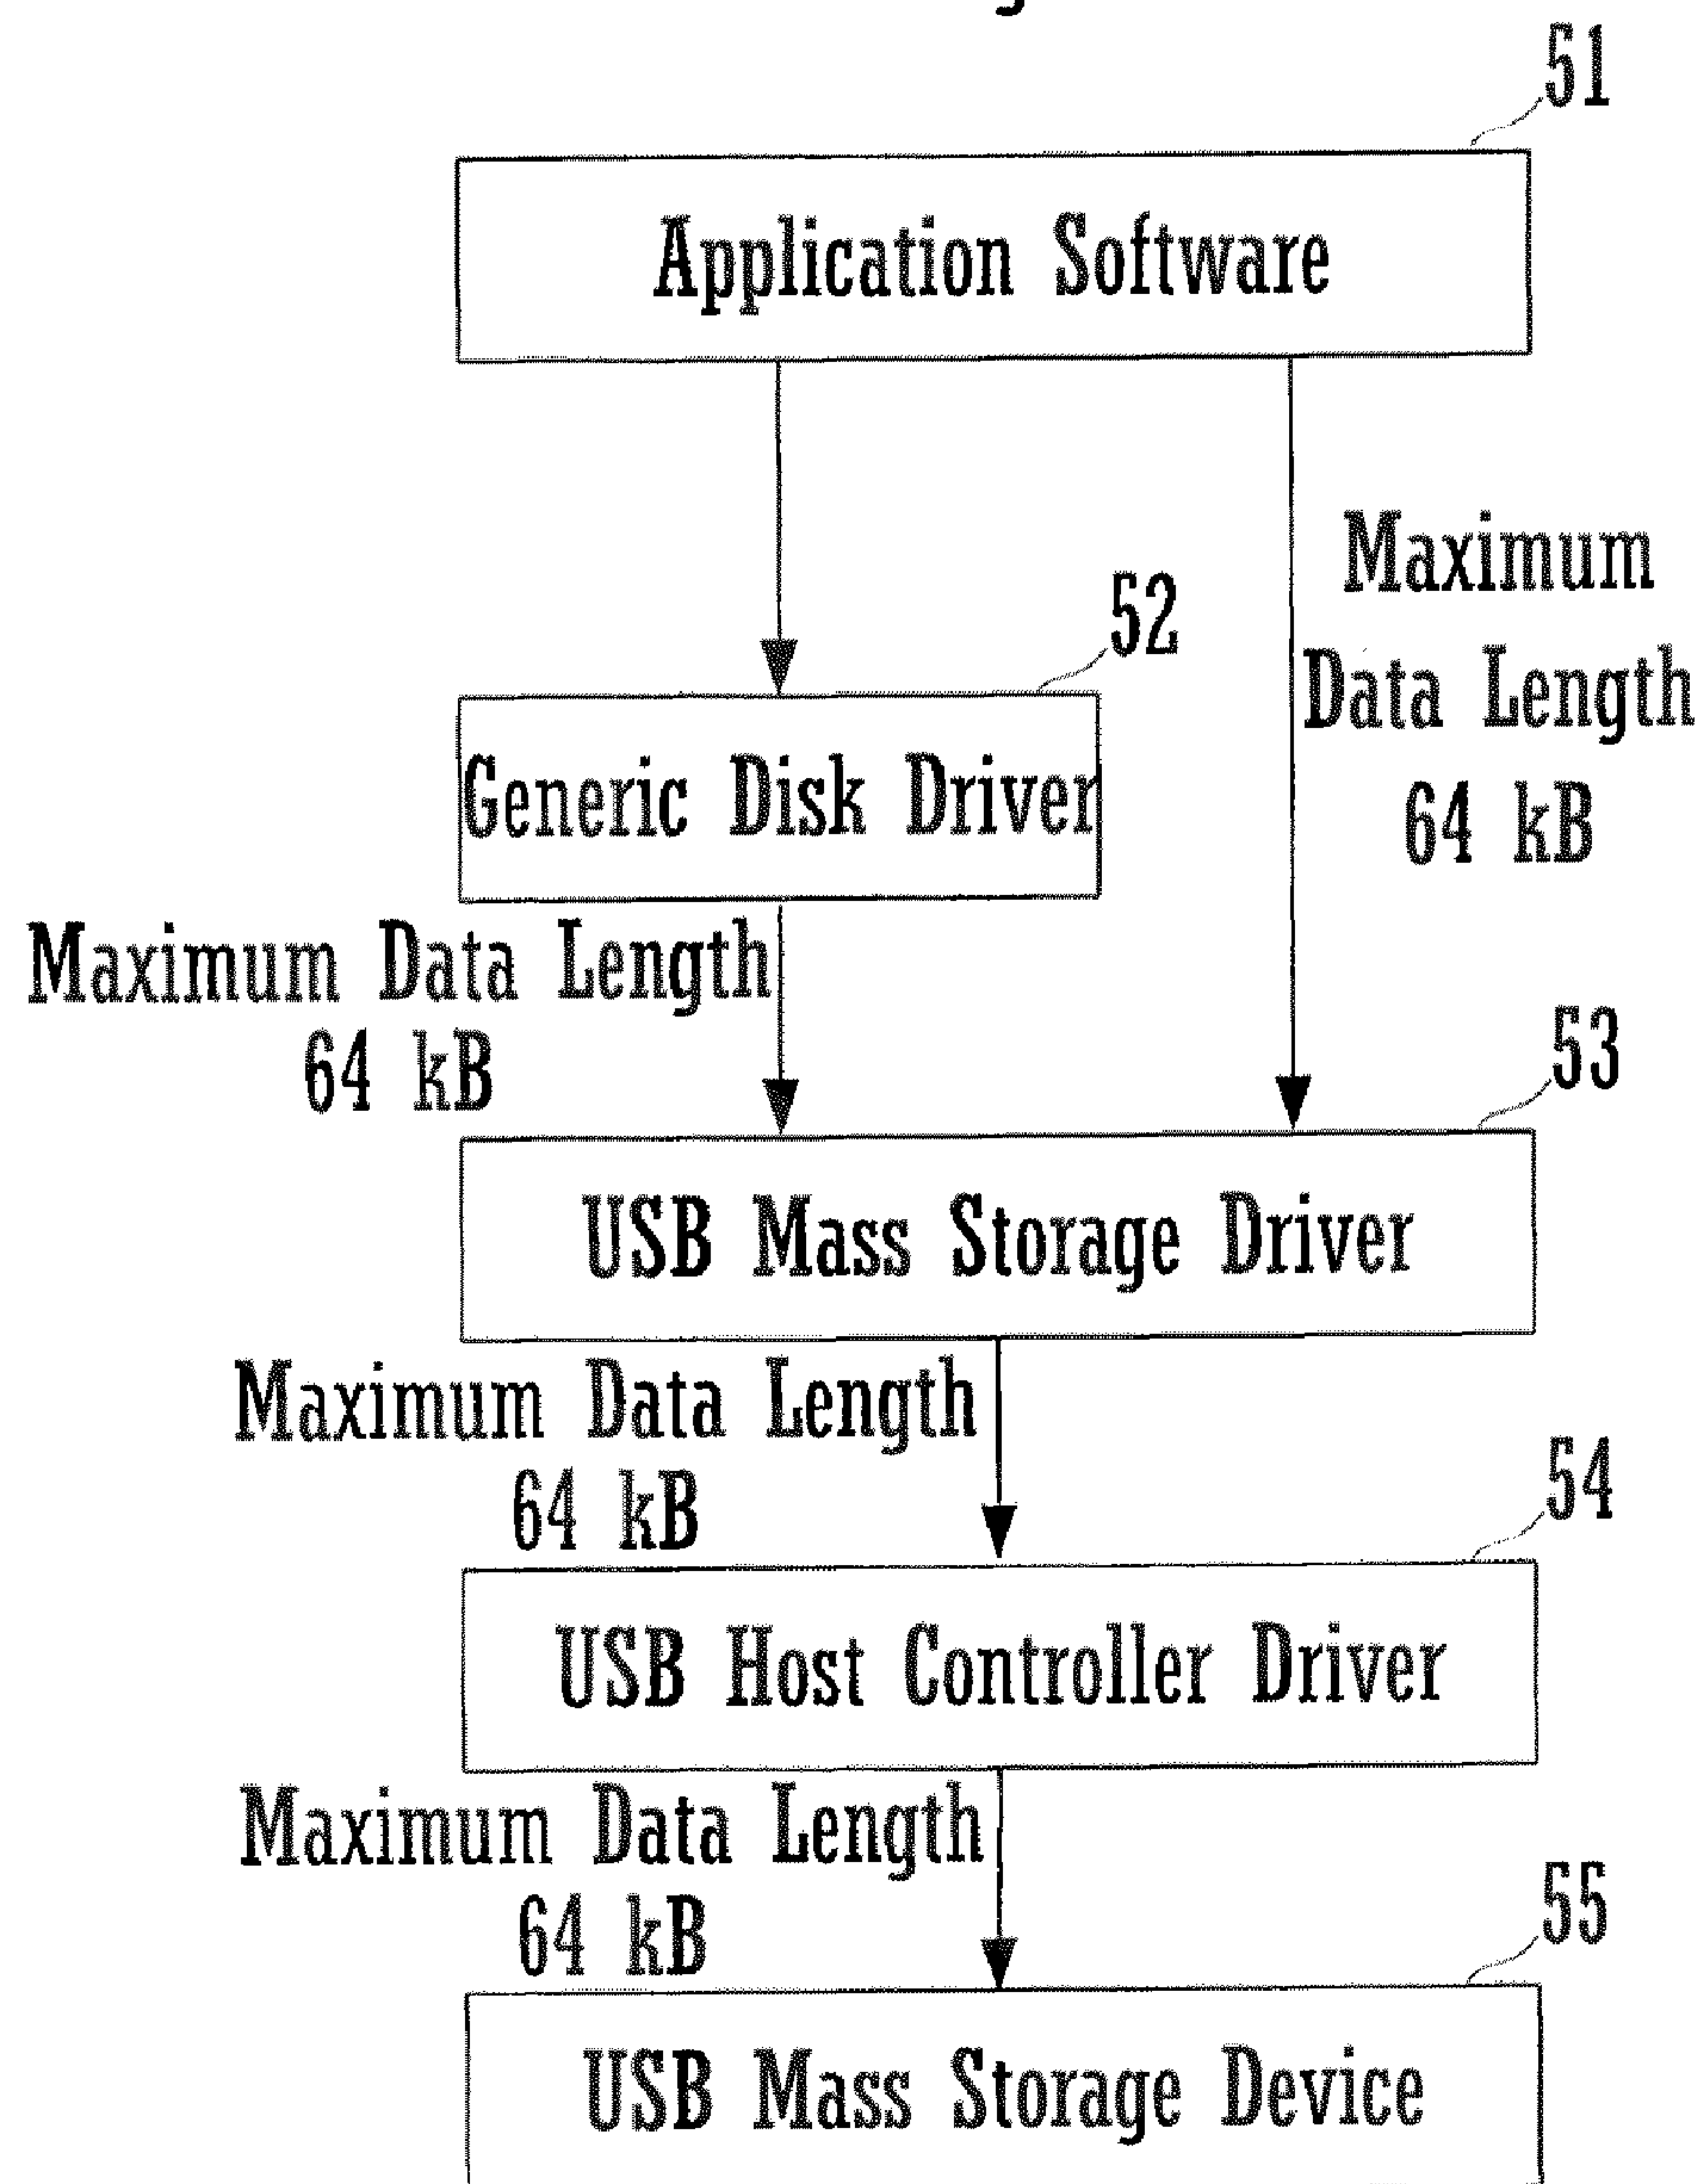 51
Application Software
Maximum
Data Length
64 kB
52
Generic Disk Driver
Maximum Data Length
64 kB
53
USB Mass Storage Driver
Maximum Data Length
64 kB
54
USB Host Controller Driver
Maximum Data Length
64 kB
55
USB Mass Storage Device